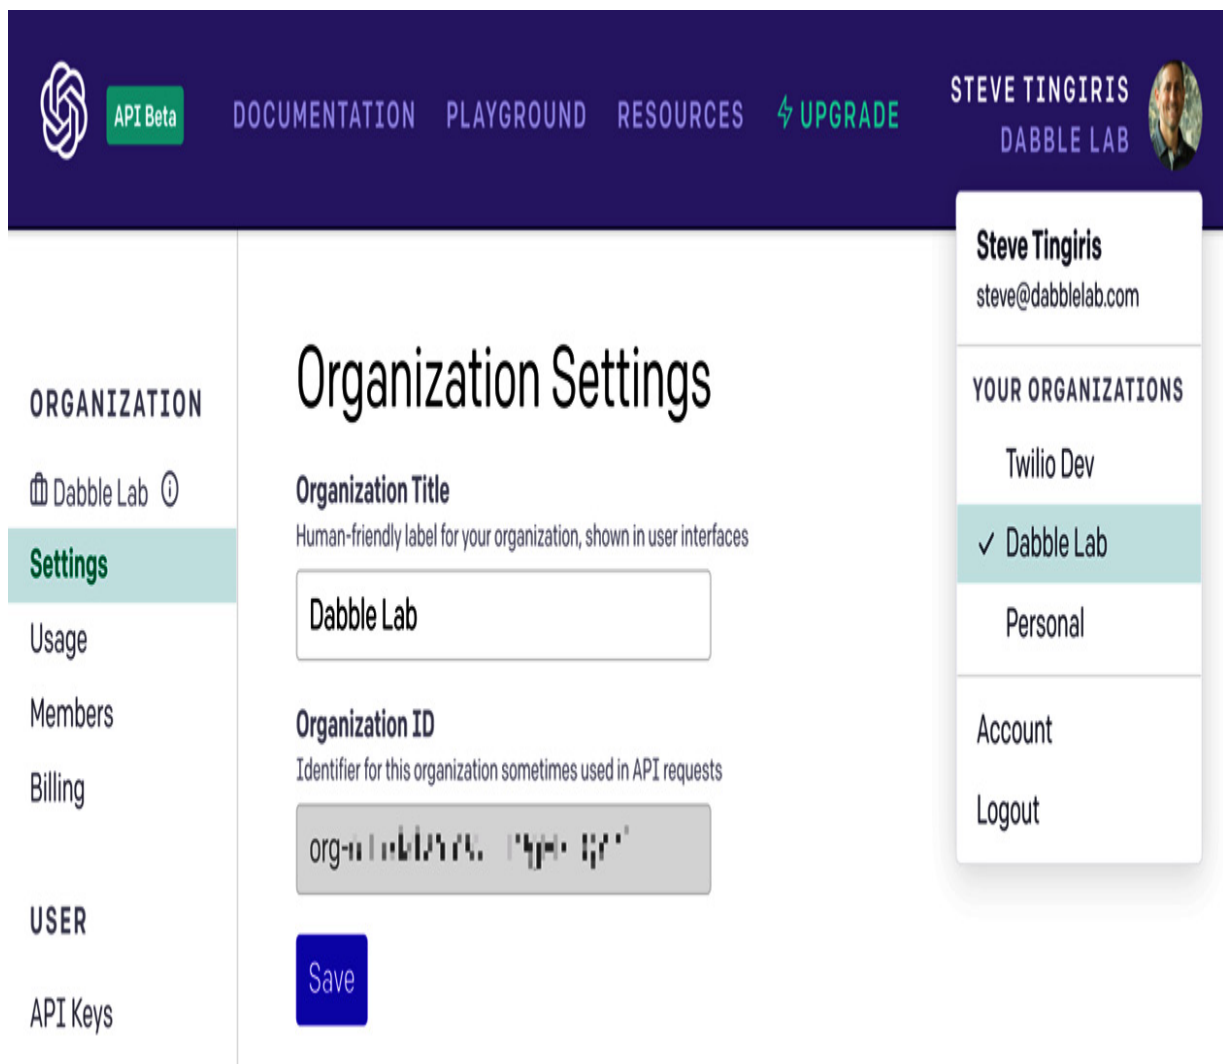 API Beta
DOCUMENTATION PLAYGROUND RESOURCES UPGRADE
STEVE TINGIRIS
DABBLE LAB
Steve Tingiris
steve@dabblelab.com
YOUR ORGANIZATIONS
Twilio Dev
Dabble Lab
Personal
Account
Logout
ORGANIZATION
Dabble Lab
Settings
Usage
Members
Billing
USER
API Keys
Organization Settings
Organization Title
Human-friendly label for your organization, shown in user interfaces
Dabble Lab
Organization ID
Identifier for this organization sometimes used in API requests
org-
Save